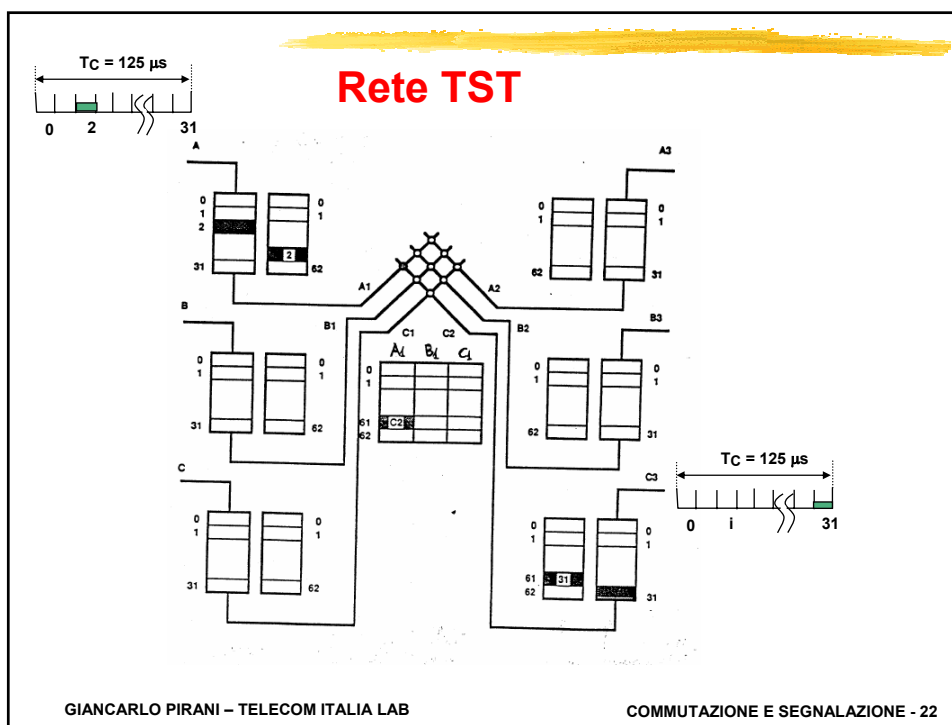 TC = 125 µs
Rete TST
0 2 31
A
A3
0
1
2
31
2
62
0
1
62
0
1
31
0
1
A1
A2
B
B1
C1
C2
B2
B3
A1 B1 C1
0
1
61
62
C2
0
1
31
0
1
62
0
1
62
0
1
31
C
C3
TC = 125 µs
0 i 31
0
1
31
0
1
62
0
1
61
62
31
0
1
31
GIANCARLO PIRANI – TELECOM ITALIA LAB
COMMUTAZIONE E SEGNALAZIONE - 22